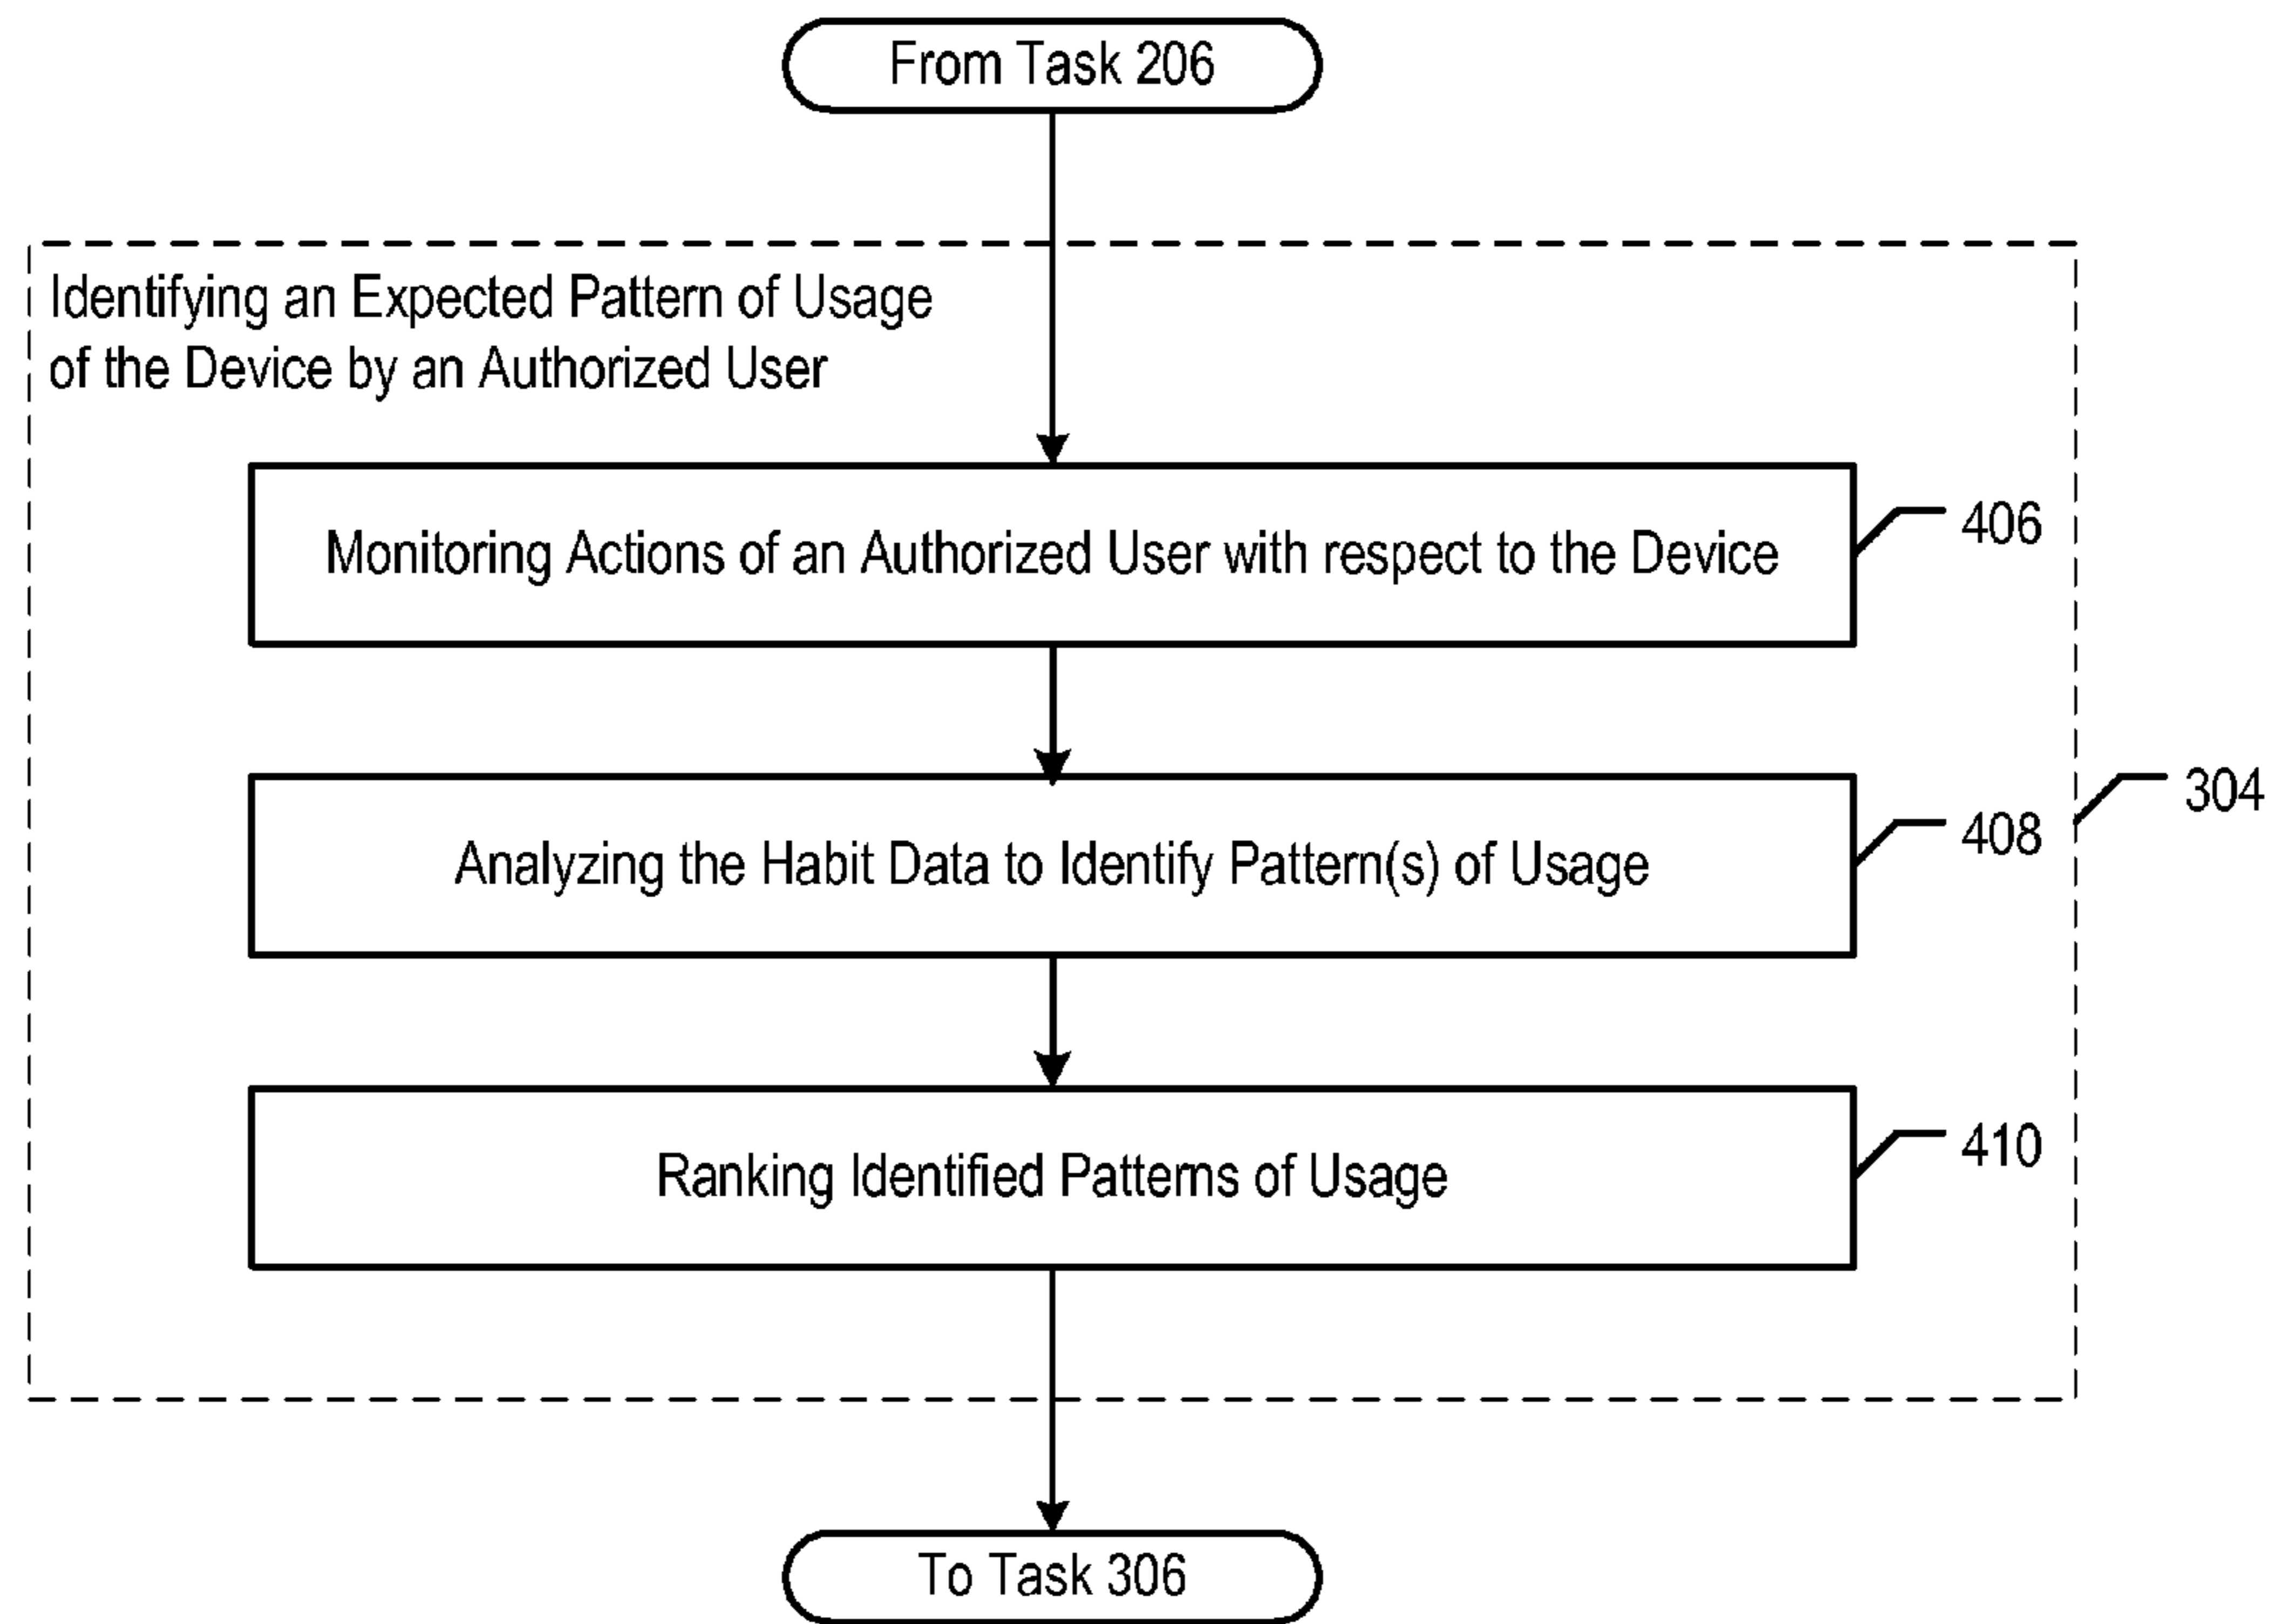 From Task 206
Identifying an Expected Pattern of Usage
of the Device by an Authorized User
Monitoring Actions of an Authorized User with respect to the Device
406
304
Analyzing the Habit Data to Identify Pattern(s) of Usage
408
Ranking Identified Patterns of Usage
410
To Task 306